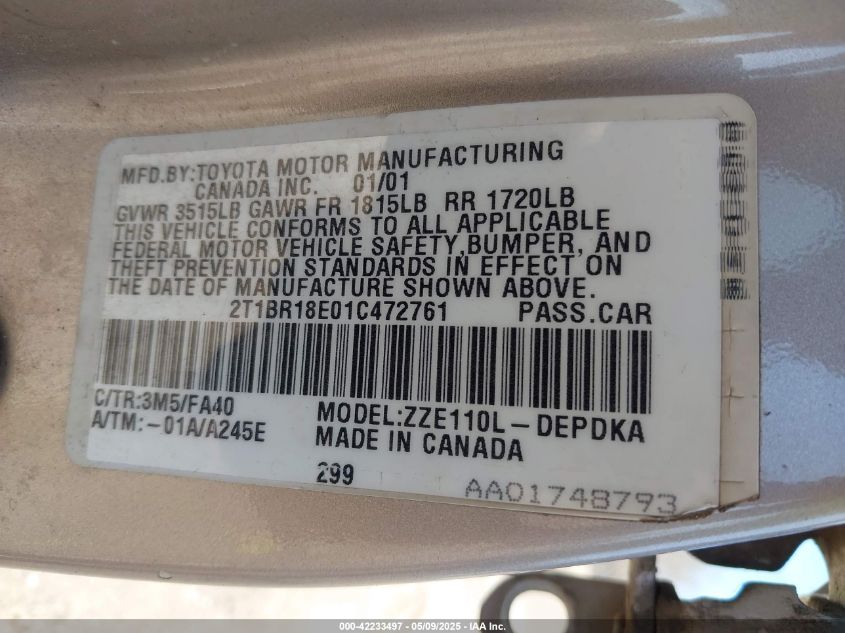 MFD.BY:TOYOTA MOTOR MANUFACTURING
CANADA INC. 01/01
GVWR 3515LB GAWR FR 1815LB RR 1720LB
THIS VEHICLE CONFORMS TO ALL APPLICABLE
FEDERAL MOTOR VEHICLE SAFETY,BUMPER, AND
THEFT PREVENTION STANDARDS IN EFFECT ON
THE DATE OF MANUFACTURE SHOWN ABOVE.
2T1BR18E01C472761 PASS.CAR
C/TR:3M5/FA40
A/TM:-01A/A245E
MODEL:ZZE110L-DEPDKA
MADE IN CANADA
299
AA01748793
000-42233497 - 05/09/2025 - IAA Inc.